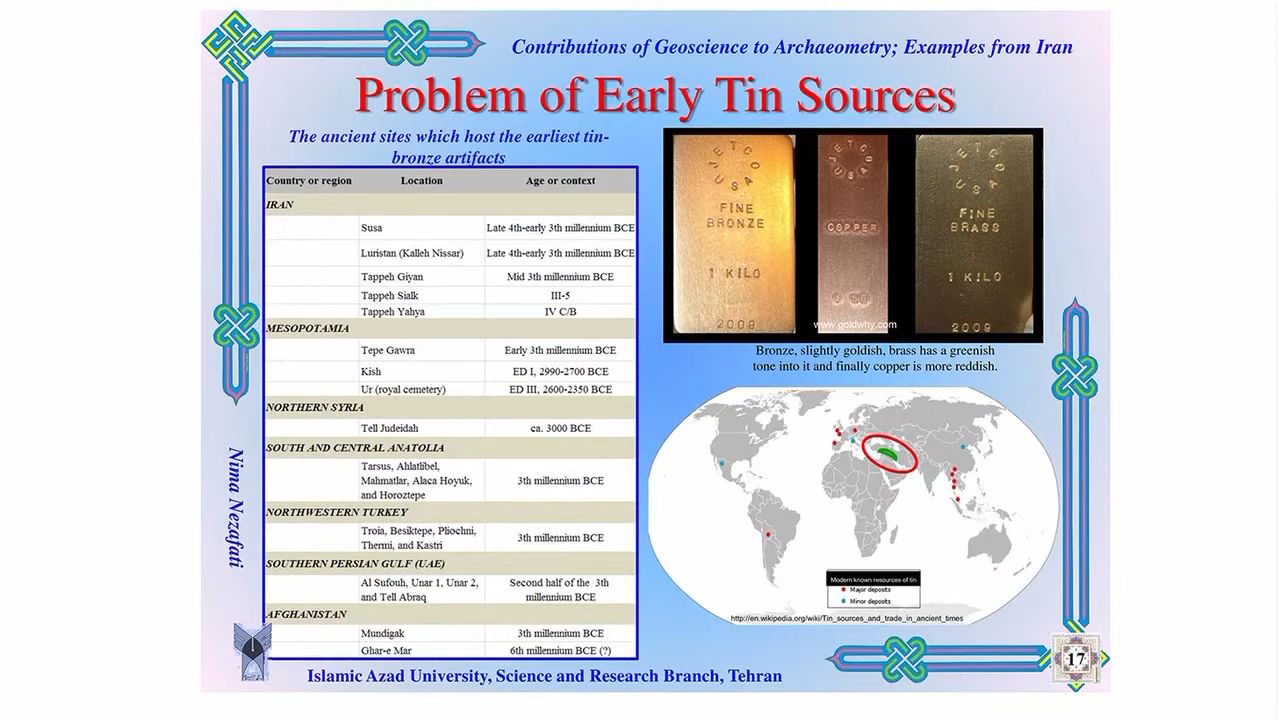 Contributions of Geoscience to Archaeometry; Examples from Iran
Problem of Early Tin Sources
The ancient sites which host the earliest tin-
bronze artifacts
Country or region Location Age or context
IRAN
Susa Late 4th-early 3th millennium BCE
Luristan (Kalleh Nissar) Late 4th-early 3th millennium BCE
Tappeh Giyan Mid 3th millennium BCE
Tappeh Sialk III-5
Tappeh Yahya IV C/B
MESOPOTAMIA
Tepe Gawra Early 3th millennium BCE
Kish ED I, 2990-2700 BCE
Ur (royal cemetery) ED III, 2600-2350 BCE
NORTHERN SYRIA
Tell Judeidah ca. 3000 BCE
SOUTH AND CENTRAL ANATOLIA
Tarsus, Ahlatlibel,
Mahmatlar, Alaca Hoyuk, 3th millennium BCE
and Horoztepe
NORTHWESTERN TURKEY
Troia, Besiktepe, Pliochni, 3th millennium BCE
Thermi, and Kastri
SOUTHERN PERSIAN GULF (UAE)
Al Sufouh, Unar 1, Unar 2, Second half of the 3th
and Tell Abraq millennium BCE
AFGHANISTAN
Mundigak 3th millennium BCE
Ghar-e Mar 6th millennium BCE (?)
JETCO
USA
FINE
BRONZE
1 KILO
2009
JETCO
USA
COPPER
www.goldwhy.com
JETCO
USA
FINE
BRASS
1 KILO
2009
Bronze, slightly goldish, brass has a greenish
tone into it and finally copper is more reddish.
Modern known resources of tin
Major deposits
Minor deposits
http://en.wikipedia.org/wiki/Tin_sources_and_trade_in_ancient_times
Nima Nezafati
Islamic Azad University, Science and Research Branch, Tehran
17